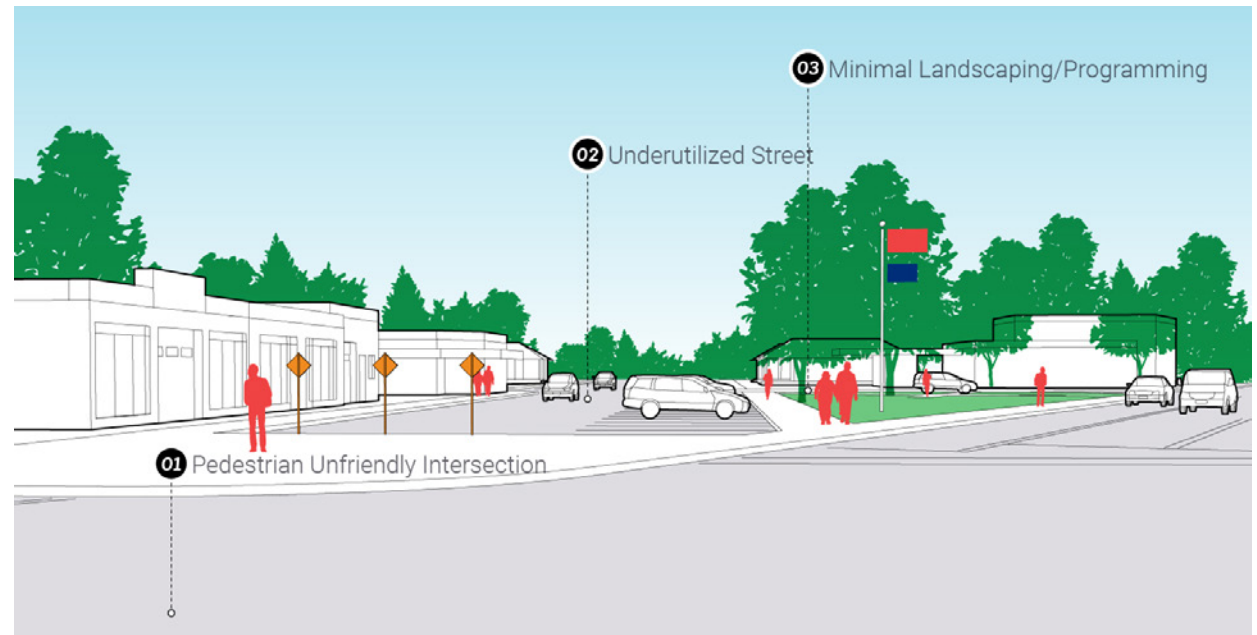 03 Minimal Landscaping/Programming
02 Underutilized Street
01 Pedestrian Unfriendly Intersection